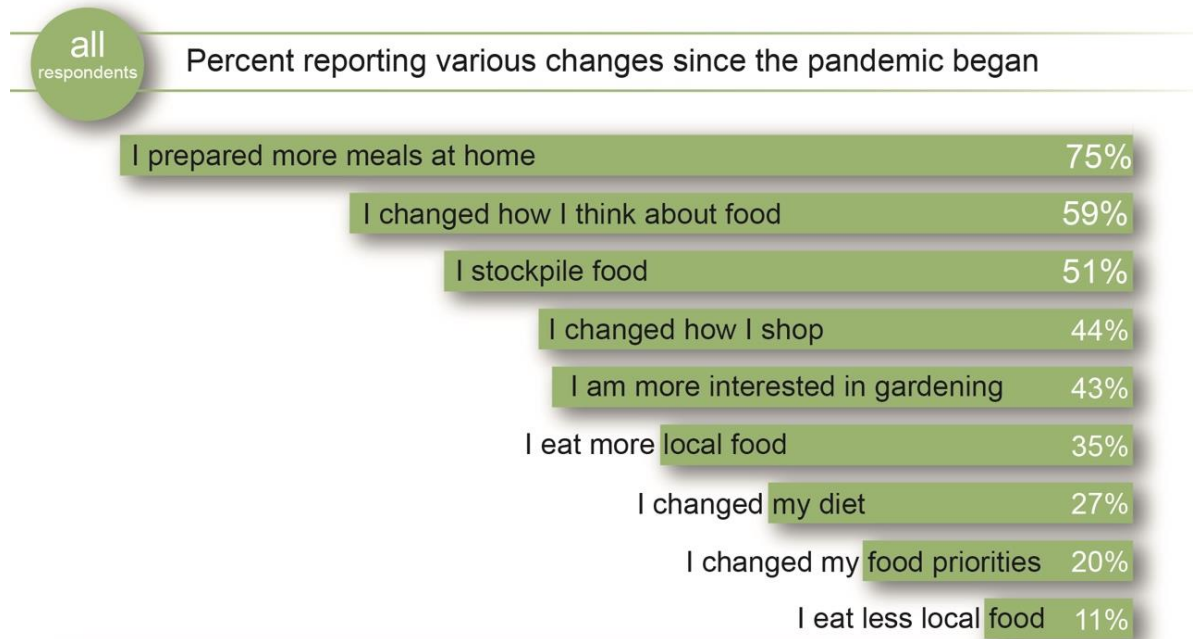 all
respondents
Percent reporting various changes since the pandemic began
I prepared more meals at home 75%
I changed how I think about food 59%
I stockpile food 51%
I changed how I shop 44%
I am more interested in gardening 43%
I eat more local food 35%
I changed my diet 27%
I changed my food priorities 20%
I eat less local food 11%